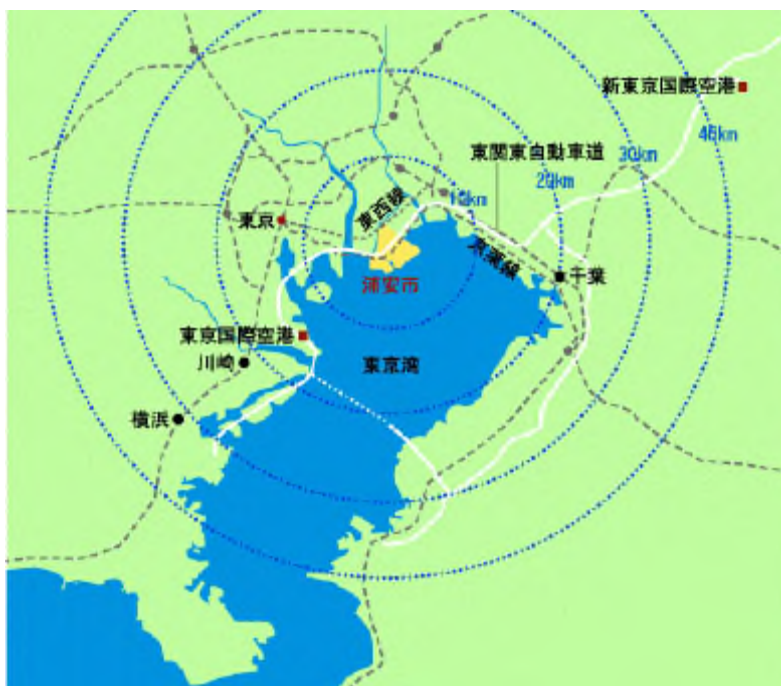 新東京国際空港
40km
30km
東関東自動車道
20km
10km
東西線
東京
京葉線
千葉
浦安市
東京国際空港
川崎
東京湾
横浜